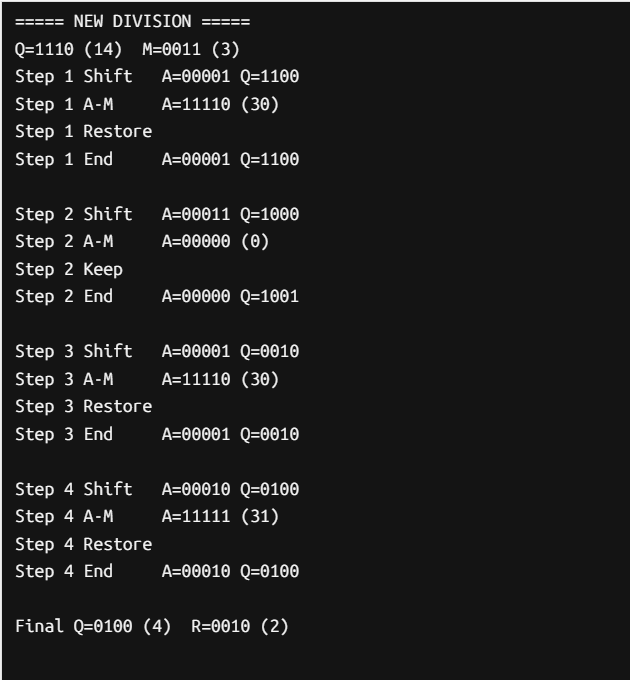 ===== NEW DIVISION =====
Q=1110 (14)  M=0011 (3)
Step 1 Shift   A=00001 Q=1100
Step 1 A-M     A=11110 (30)
Step 1 Restore
Step 1 End     A=00001 Q=1100

Step 2 Shift   A=00011 Q=1000
Step 2 A-M     A=00000 (0)
Step 2 Keep
Step 2 End     A=00000 Q=1001

Step 3 Shift   A=00001 Q=0010
Step 3 A-M     A=11110 (30)
Step 3 Restore
Step 3 End     A=00001 Q=0010

Step 4 Shift   A=00010 Q=0100
Step 4 A-M     A=11111 (31)
Step 4 Restore
Step 4 End     A=00010 Q=0100

Final Q=0100 (4)  R=0010 (2)